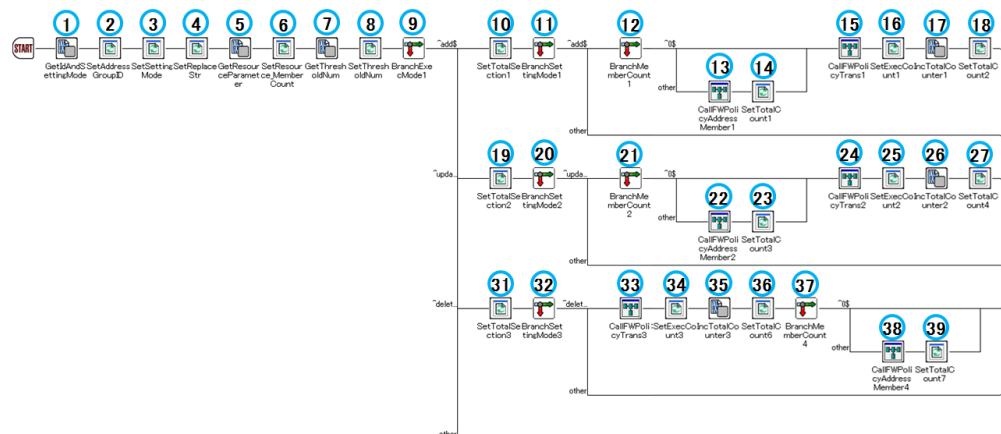 1 2 3 4 5 6 7 8 9 10 11 12 15 16 17 18
START
^add$ ^add$ ^0$
GetIdAndSettingMode SetAddressGroupID SetSetting Mode SetReplaceStr GetResourceParameter SetResource_MemberCount GetThresholdNum SetThresholdNum BranchExecMode1 SetTotalSection1 BranchSettingMode1 BranchMemberCount1 CallFWPolicyTrans1 SetExecCount1 IncTotalCounter1 SetTotalCount2
13 14
other
CallFWPolicyAddressMember1 SetTotalCount1
other
19 20 21 24 25 26 27
^upda... ^upda... ^0$
SetTotalSection2 BranchSettingMode2 BranchMemberCount2 CallFWPolicyTrans2 SetExecCount2 IncTotalCounter2 SetTotalCount4
22 23
other
CallFWPolicyAddressMember2 SetTotalCount3
other
31 32 33 34 35 36 37
^delet... ^delet... ^0$
SetTotalSection3 BranchSettingMode3 CallFWPolicyTrans3 SetExecCount3 IncTotalCounter3 SetTotalCount6 BranchMemberCount4
38 39
other
CallFWPolicyAddressMember4 SetTotalCount7
other
other